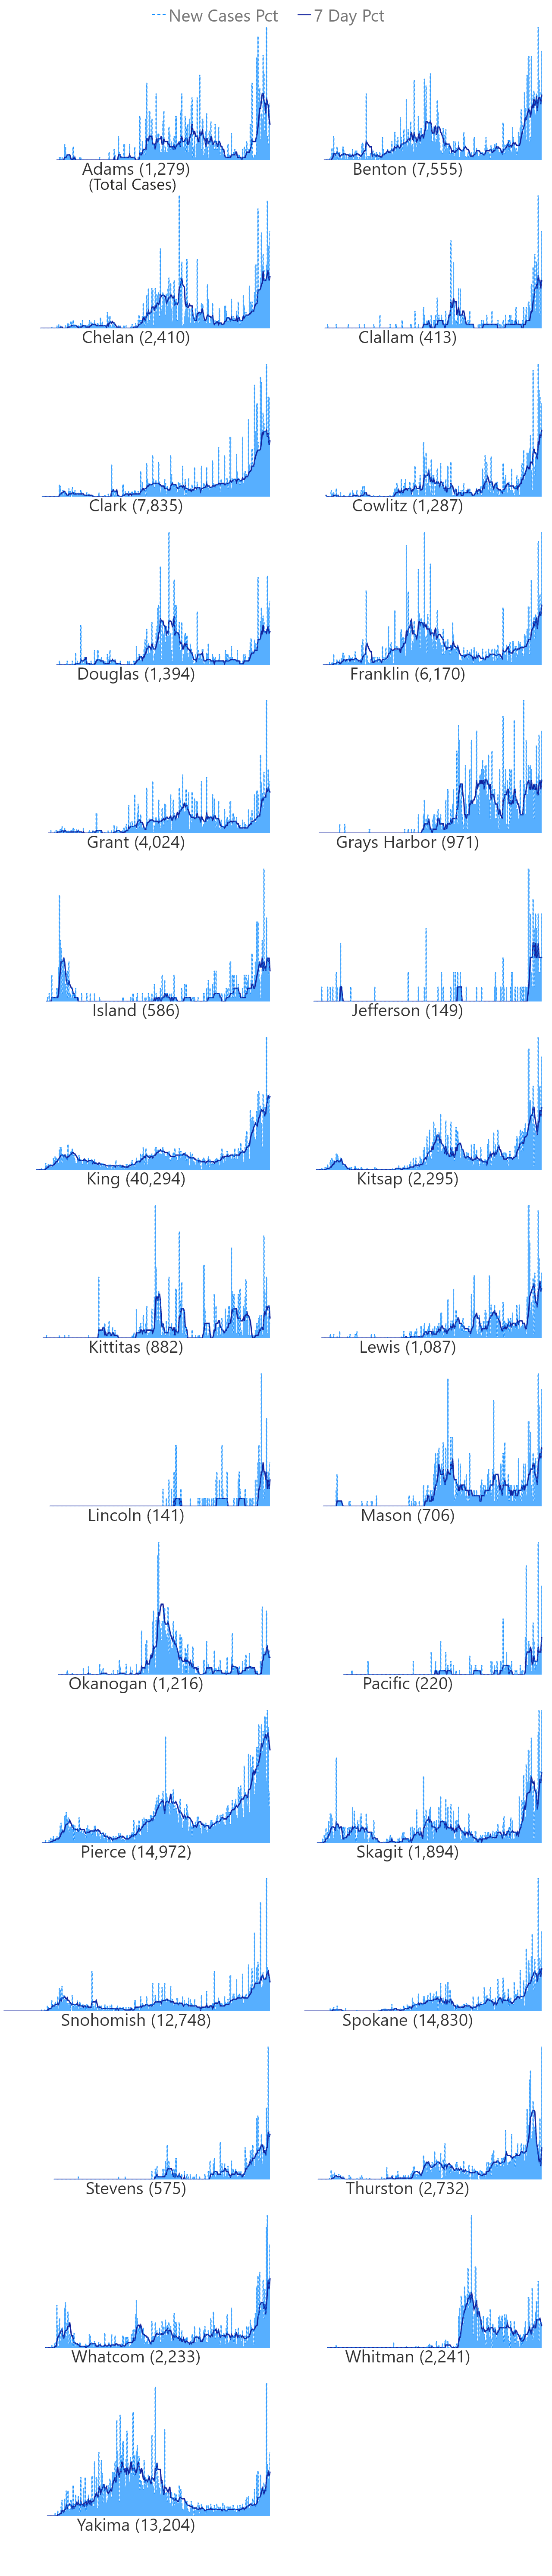 New Cases Pct 7 Day Pct
Adams (1,279) Benton (7,555)
(Total Cases)
Chelan (2,410) Clallam (413)
Clark (7,835) Cowlitz (1,287)
Douglas (1,394) Franklin (6,170)
Grant (4,024) Grays Harbor (971)
Island (586) Jefferson (149)
King (40,294) Kitsap (2,295)
Kittitas (882) Lewis (1,087)
Lincoln (141) Mason (706)
Okanogan (1,216) Pacific (220)
Pierce (14,972) Skagit (1,894)
Snohomish (12,748) Spokane (14,830)
Stevens (575) Thurston (2,732)
Whatcom (2,233) Whitman (2,241)
Yakima (13,204)